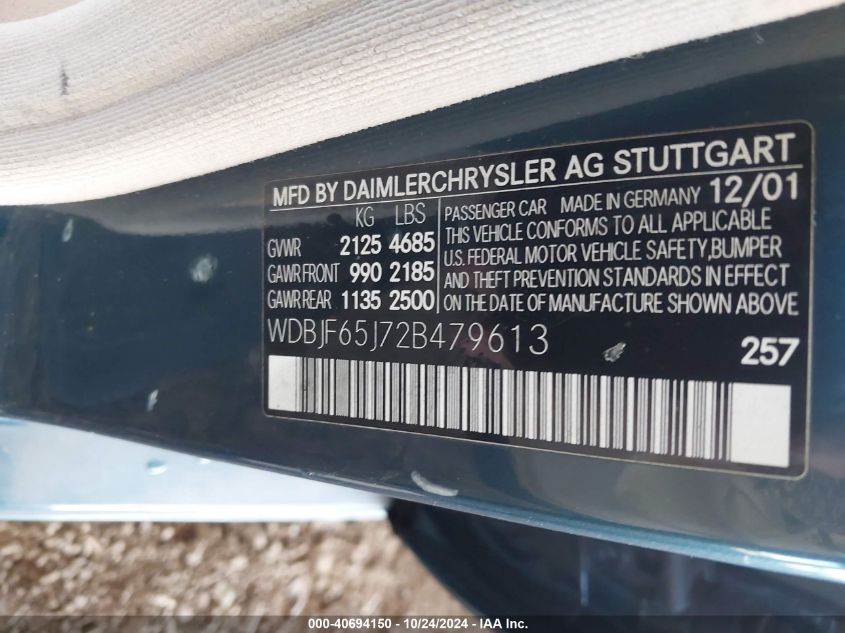 MFD BY DAIMLERCHRYSLER AG STUTTGART
KG LBS
GVWR 2125 4685
GAWR FRONT 990 2185
GAWR REAR 1135 2500
PASSENGER CAR MADE IN GERMANY 12/01
THIS VEHICLE CONFORMS TO ALL APPLICABLE
U.S. FEDERAL MOTOR VEHICLE SAFETY,BUMPER
AND THEFT PREVENTION STANDARDS IN EFFECT
ON THE DATE OF MANUFACTURE SHOWN ABOVE
WDBJF65J72B479613
257
000-40694150 - 10/24/2024 - IAAI Inc.